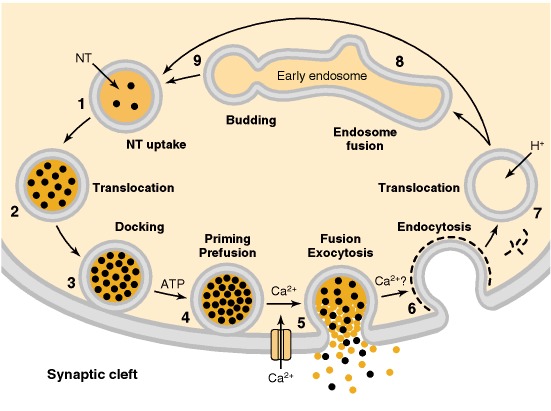 NT
1
NT uptake
9
Early endosome
8
Budding
Endosome
fusion
H+
2
Translocation
Translocation
7
Docking
3
ATP
Priming
Prefusion
4
Ca2+
Fusion
Exocytosis
5
Ca2+?
Endocytosis
6
Ca2+
Synaptic cleft